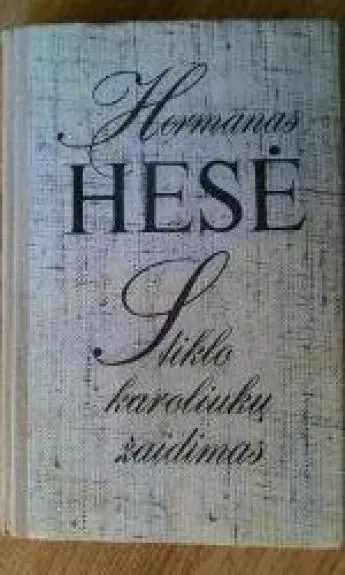 Hermanas
HESĖ
Stiklo
karoliukų
žaidimas